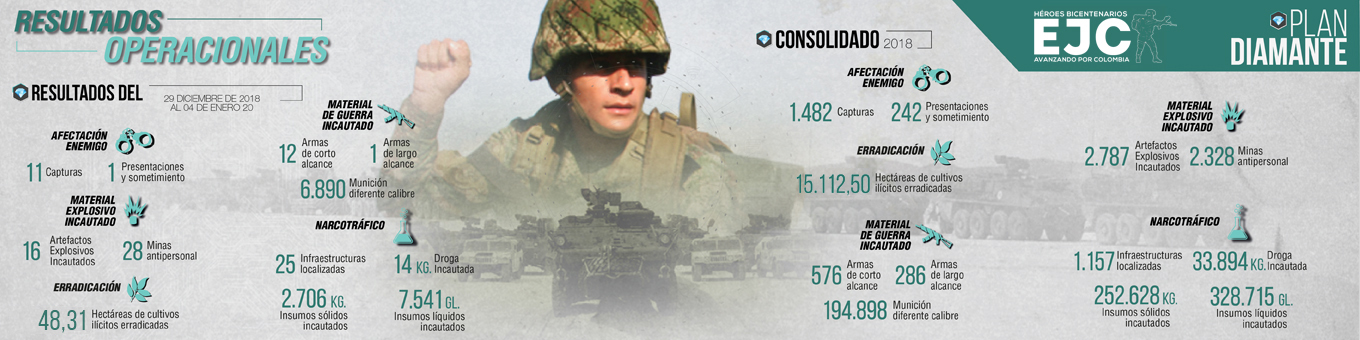 RESULTADOS
OPERACIONALES
RESULTADOS DEL
29 DICIEMBRE DE 2018
AL 04 DE ENERO 20
AFECTACIÓN
ENEMIGO
11 Capturas
1 Presentaciones
y sometimiento
MATERIAL
EXPLOSIVO
INCAUTADO
16 Artefactos
Explosivos
Incautados
28 Minas
antipersonal
ERRADICACIÓN
48,31 Hectáreas de cultivos
ilícitos erradicadas
MATERIAL
DE GUERRA
INCAUTADO
12 Armas
de corto
alcance
1 Armas
de largo
alcance
6.890 Munición
diferente calibre
NARCOTRÁFICO
25 Infraestructuras
localizadas
14 KG. Droga
Incautada
2.706 KG.
Insumos sólidos
incautados
7.541 GL.
Insumos líquidos
incautados
CONSOLIDADO 2018
AFECTACIÓN
ENEMIGO
1.482 Capturas
242 Presentaciones
y sometimiento
ERRADICACIÓN
15.112,50 Hectáreas de cultivos
ilícitos erradicadas
MATERIAL
DE GUERRA
INCAUTADO
576 Armas
de corto
alcance
286 Armas
de largo
alcance
194.898 Munición
diferente calibre
HÉROES BICENTENARIOS
EJC
AVANZANDO POR COLOMBIA
PLAN
DIAMANTE
MATERIAL
EXPLOSIVO
INCAUTADO
2.787 Artefactos
Explosivos
Incautados
2.328 Minas
antipersonal
NARCOTRÁFICO
1.157 Infraestructuras
localizadas
33.894 KG. Droga
Incautada
252.628 KG.
Insumos sólidos
incautados
328.715 GL.
Insumos líquidos
incautados